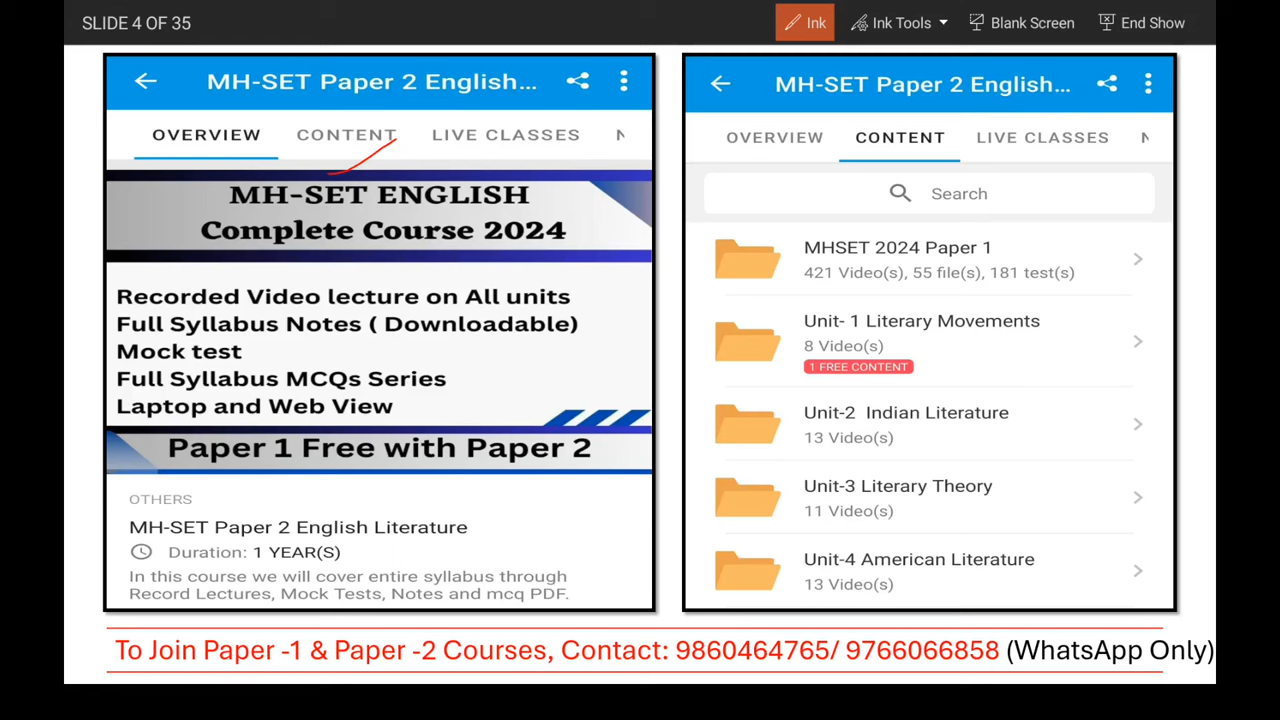 SLIDE 4 OF 35
Ink
Ink Tools
Blank Screen
End Show
MH-SET Paper 2 English...
OVERVIEW
CONTENT
LIVE CLASSES
N
MH-SET ENGLISH
Complete Course 2024
Recorded Video lecture on All units
Full Syllabus Notes ( Downloadable)
Mock test
Full Syllabus MCQs Series
Laptop and Web View
Paper 1 Free with Paper 2
OTHERS
MH-SET Paper 2 English Literature
Duration: 1 YEAR(S)
In this course we will cover entire syllabus through
Record Lectures, Mock Tests, Notes and mcq PDF.
MH-SET Paper 2 English...
OVERVIEW
CONTENT
LIVE CLASSES
N
Search
MHSET 2024 Paper 1
421 Video(s), 55 file(s), 181 test(s)
Unit- 1 Literary Movements
8 Video(s)
1 FREE CONTENT
Unit-2 Indian Literature
13 Video(s)
Unit-3 Literary Theory
11 Video(s)
Unit-4 American Literature
13 Video(s)
To Join Paper -1 & Paper -2 Courses, Contact: 9860464765/ 9766066858 (WhatsApp Only)